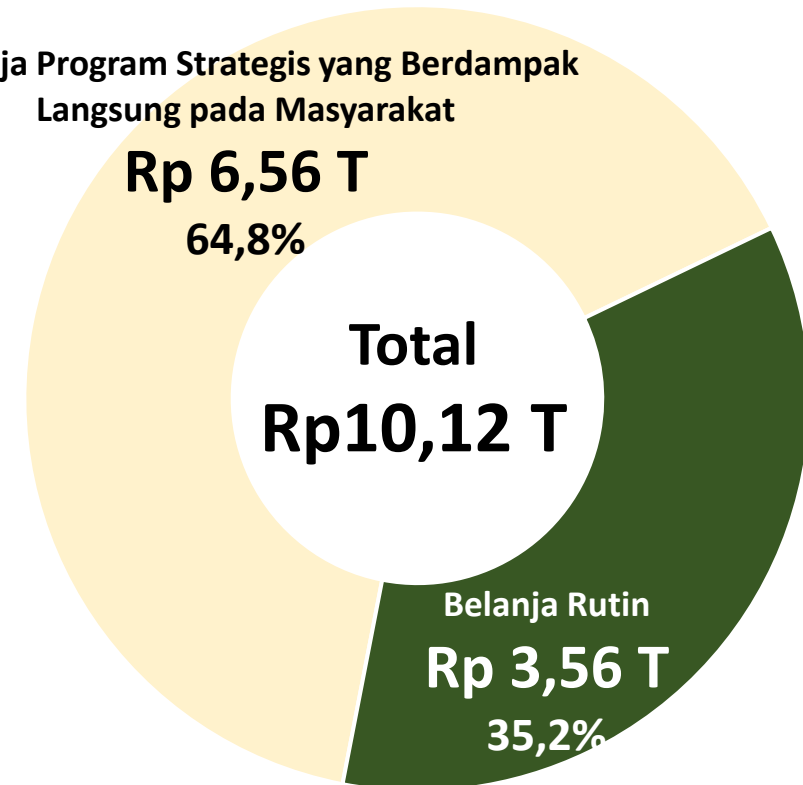 ja Program Strategis yang Berdampak
Langsung pada Masyarakat
Rp 6,56 T
64,8%
Total
Rp10,12 T
Belanja Rutin
Rp 3,56 T
35,2%